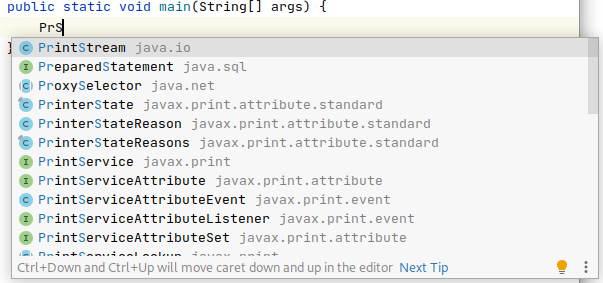 public static void main(String[] args) {
PrS
}
C PrintStream java.io
I PreparedStatement java.sql
C ProxySelector java.net
C PrinterState javax.print.attribute.standard
C PrinterStateReason javax.print.attribute.standard
C PrinterStateReasons javax.print.attribute.standard
I PrintService javax.print
I PrintServiceAttribute javax.print.attribute
C PrintServiceAttributeEvent javax.print.event
I PrintServiceAttributeListener javax.print.event
I PrintServiceAttributeSet javax.print.attribute
C PrintServiceLookup javax.print
Ctrl+Down and Ctrl+Up will move caret down and up in the editor Next Tip